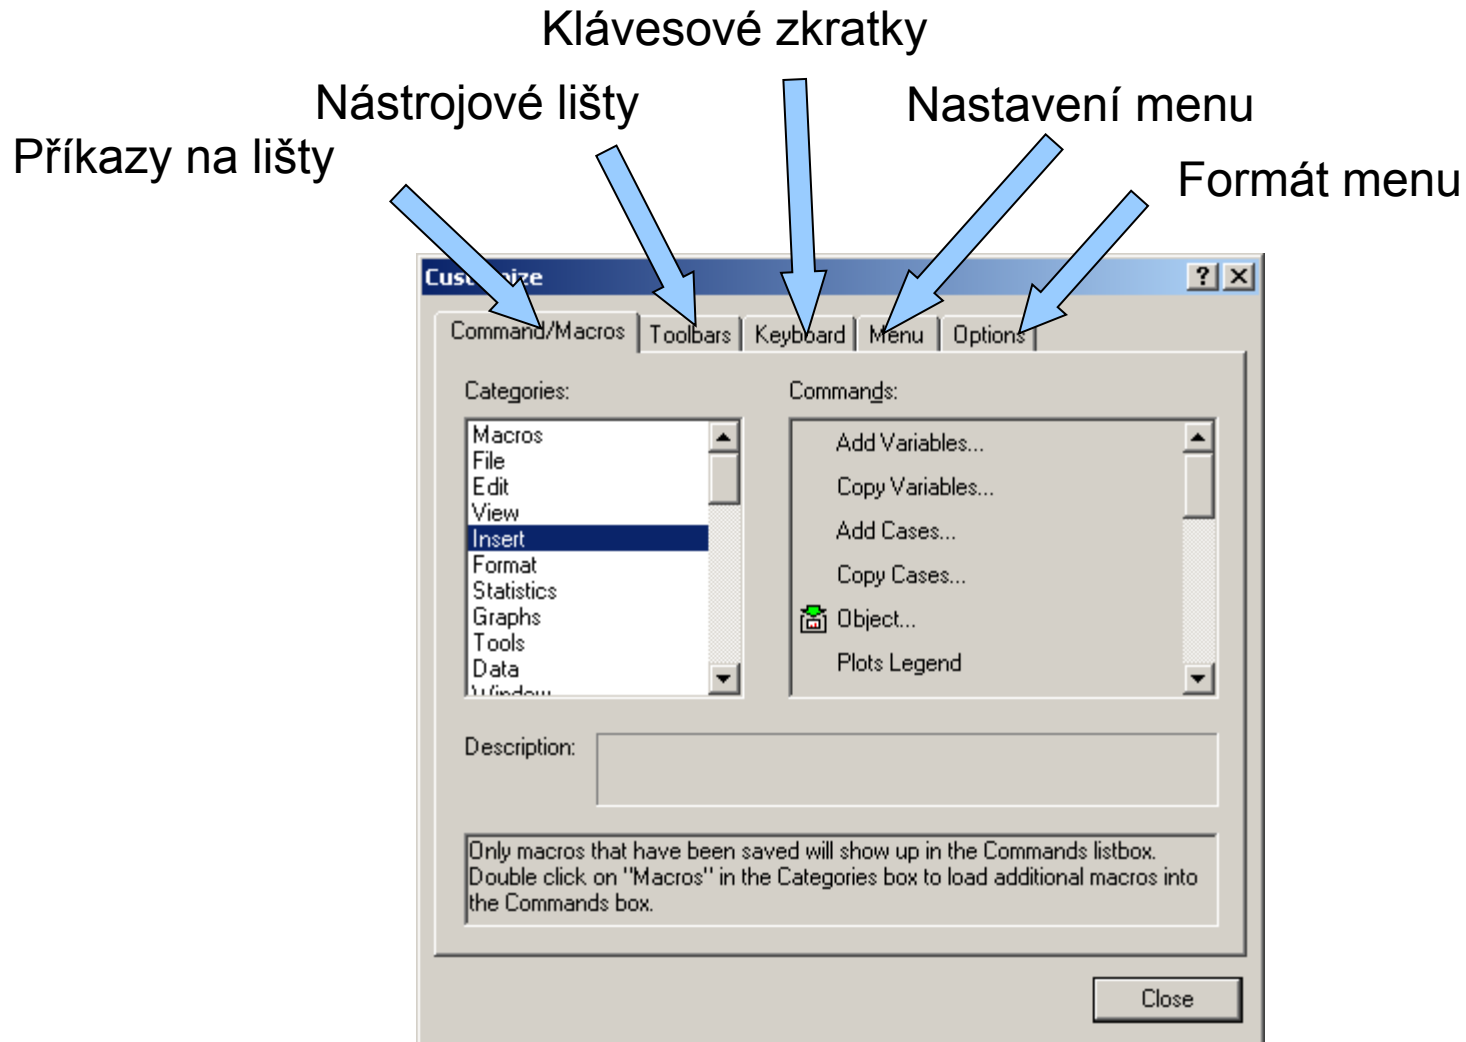 Klávesové zkratky
Nástrojové lišty
Nastavení menu
Příkazy na lišty
Formát menu
Customize
Command/Macros
Toolbars
Keyboard
Menu
Options
Categories:
Commands:
Macros
File
Edit
View
Insert
Format
Statistics
Graphs
Tools
Data
Window
Add Variables...
Copy Variables...
Add Cases...
Copy Cases...
Object...
Plots Legend
Description:
Only macros that have been saved will show up in the Commands listbox.
Double click on "Macros" in the Categories box to load additional macros into
the Commands box.
Close